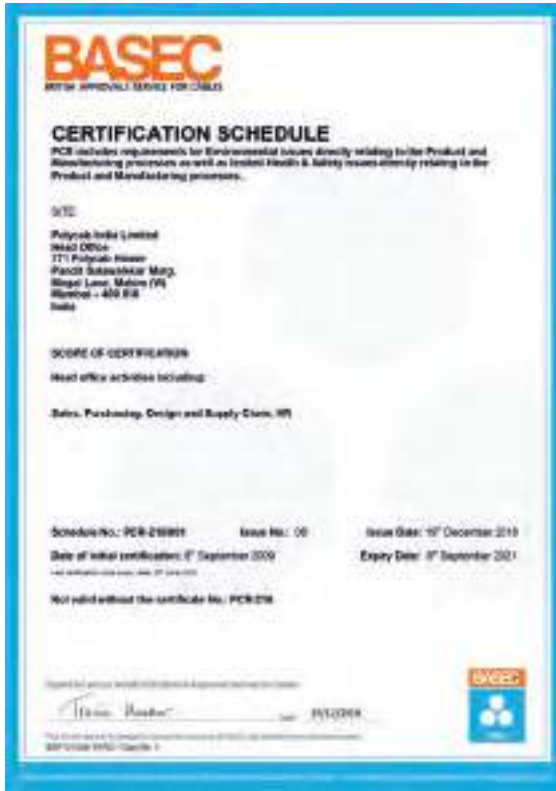 BASEC
BRITISH APPROVALS SERVICE FOR CABLES
CERTIFICATION SCHEDULE
PCR includes requirements for Environmental issues directly relating to the Product and
Manufacturing processes as well as limited Health & Safety issues directly relating to the
Product and Manufacturing processes.
SITE
Polycab India Limited
Head Office
771 Polycab House
Pandit Satawalekar Marg,
Mogal Lane, Mahim (W)
Mumbai – 400 016
India
SCOPE OF CERTIFICATION
Head office activities including:
Sales, Purchasing, Design and Supply Chain, HR
Schedule No.: Issue No.: Issue Date: December
Date of initial certification: September 2009 Expiry Date: September 2021
Not valid without the certificate No.: PCR-216
BASEC